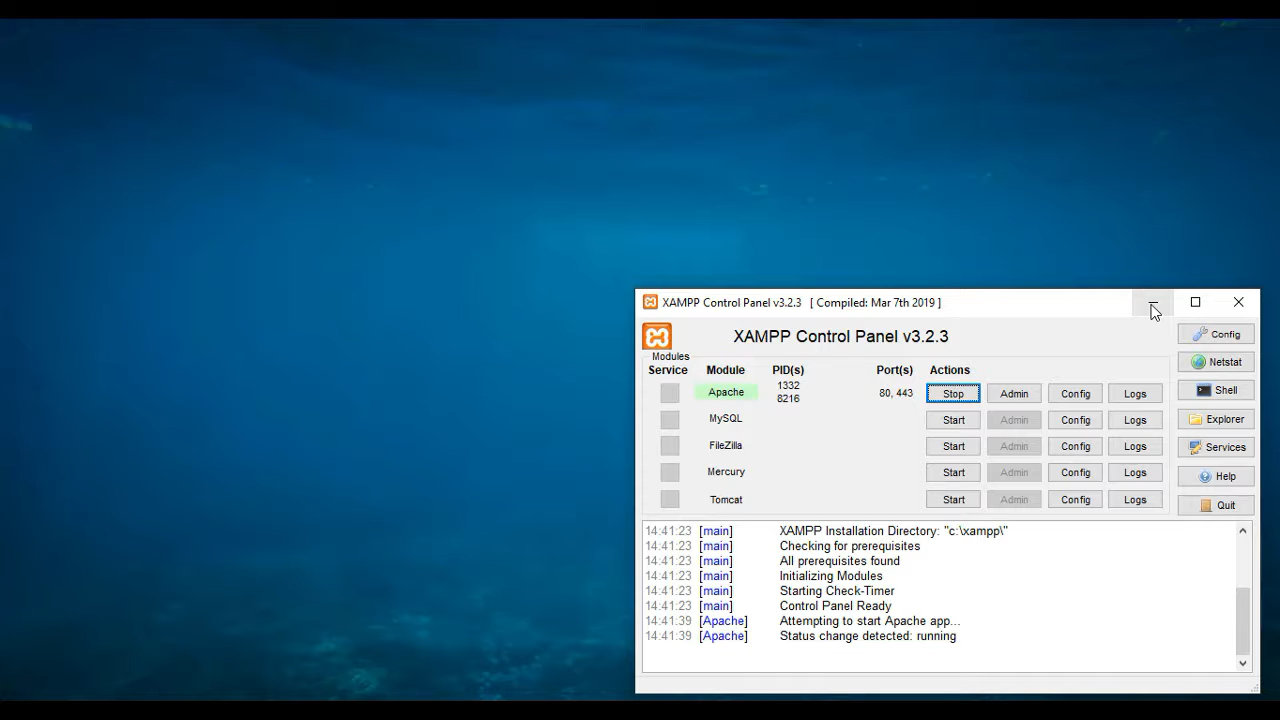 XAMPP Control Panel v3.2.3 [ Compiled: Mar 7th 2019 ]
XAMPP Control Panel v3.2.3
Config
Modules
Service Module PID(s) Port(s) Actions
Netstat
Apache 1332 8216 80, 443 Stop Admin Config Logs
Shell
MySQL Start Admin Config Logs
Explorer
FileZilla Start Admin Config Logs
Services
Mercury Start Admin Config Logs
Help
Tomcat Start Admin Config Logs
Quit
14:41:23 [main] XAMPP Installation Directory: "c:\xampp\"
14:41:23 [main] Checking for prerequisites
14:41:23 [main] All prerequisites found
14:41:23 [main] Initializing Modules
14:41:23 [main] Starting Check-Timer
14:41:23 [main] Control Panel Ready
14:41:39 [Apache] Attempting to start Apache app...
14:41:39 [Apache] Status change detected: running